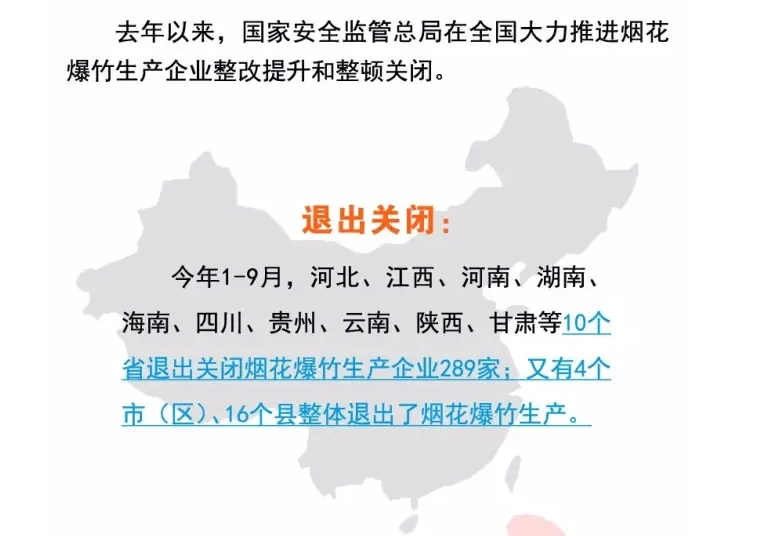 去年以来，国家安全监管总局在全国大力推进烟花
爆竹生产企业整改提升和整顿关闭。
退出关闭：
今年1-9月，河北、江西、河南、湖南、
海南、四川、贵州、云南、陕西、甘肃等10个
省退出关闭烟花爆竹生产企业289家；又有4个
市（区）、16个县整体退出了烟花爆竹生产。